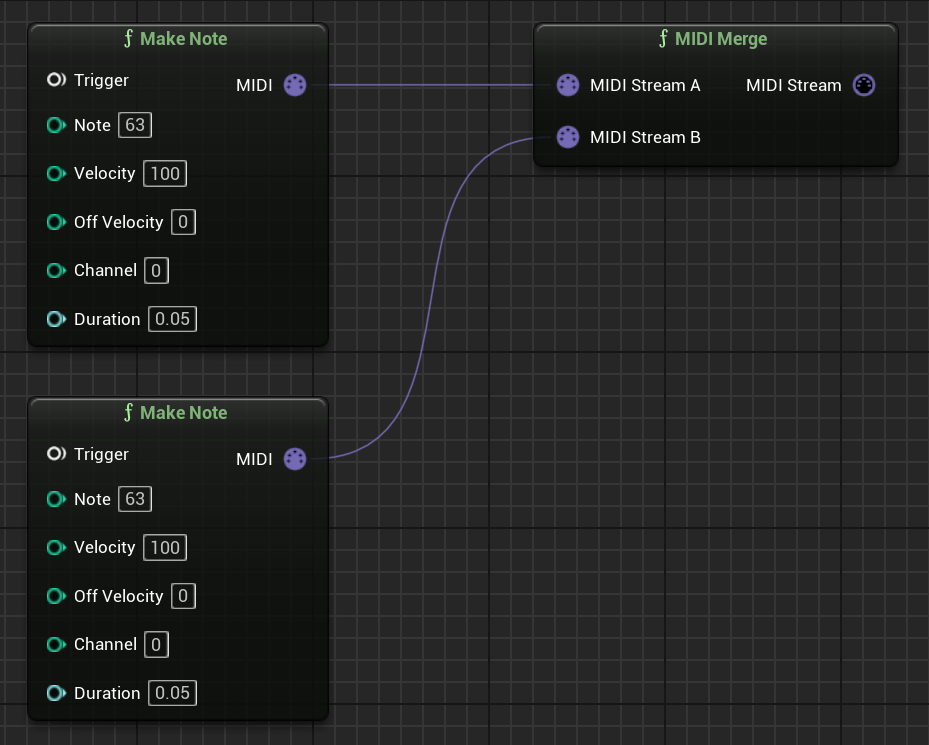 Make Note
Trigger
MIDI
Note 63
Velocity 100
Off Velocity 0
Channel 0
Duration 0.05
MIDI Merge
MIDI Stream A
MIDI Stream
MIDI Stream B
Make Note
Trigger
MIDI
Note 63
Velocity 100
Off Velocity 0
Channel 0
Duration 0.05